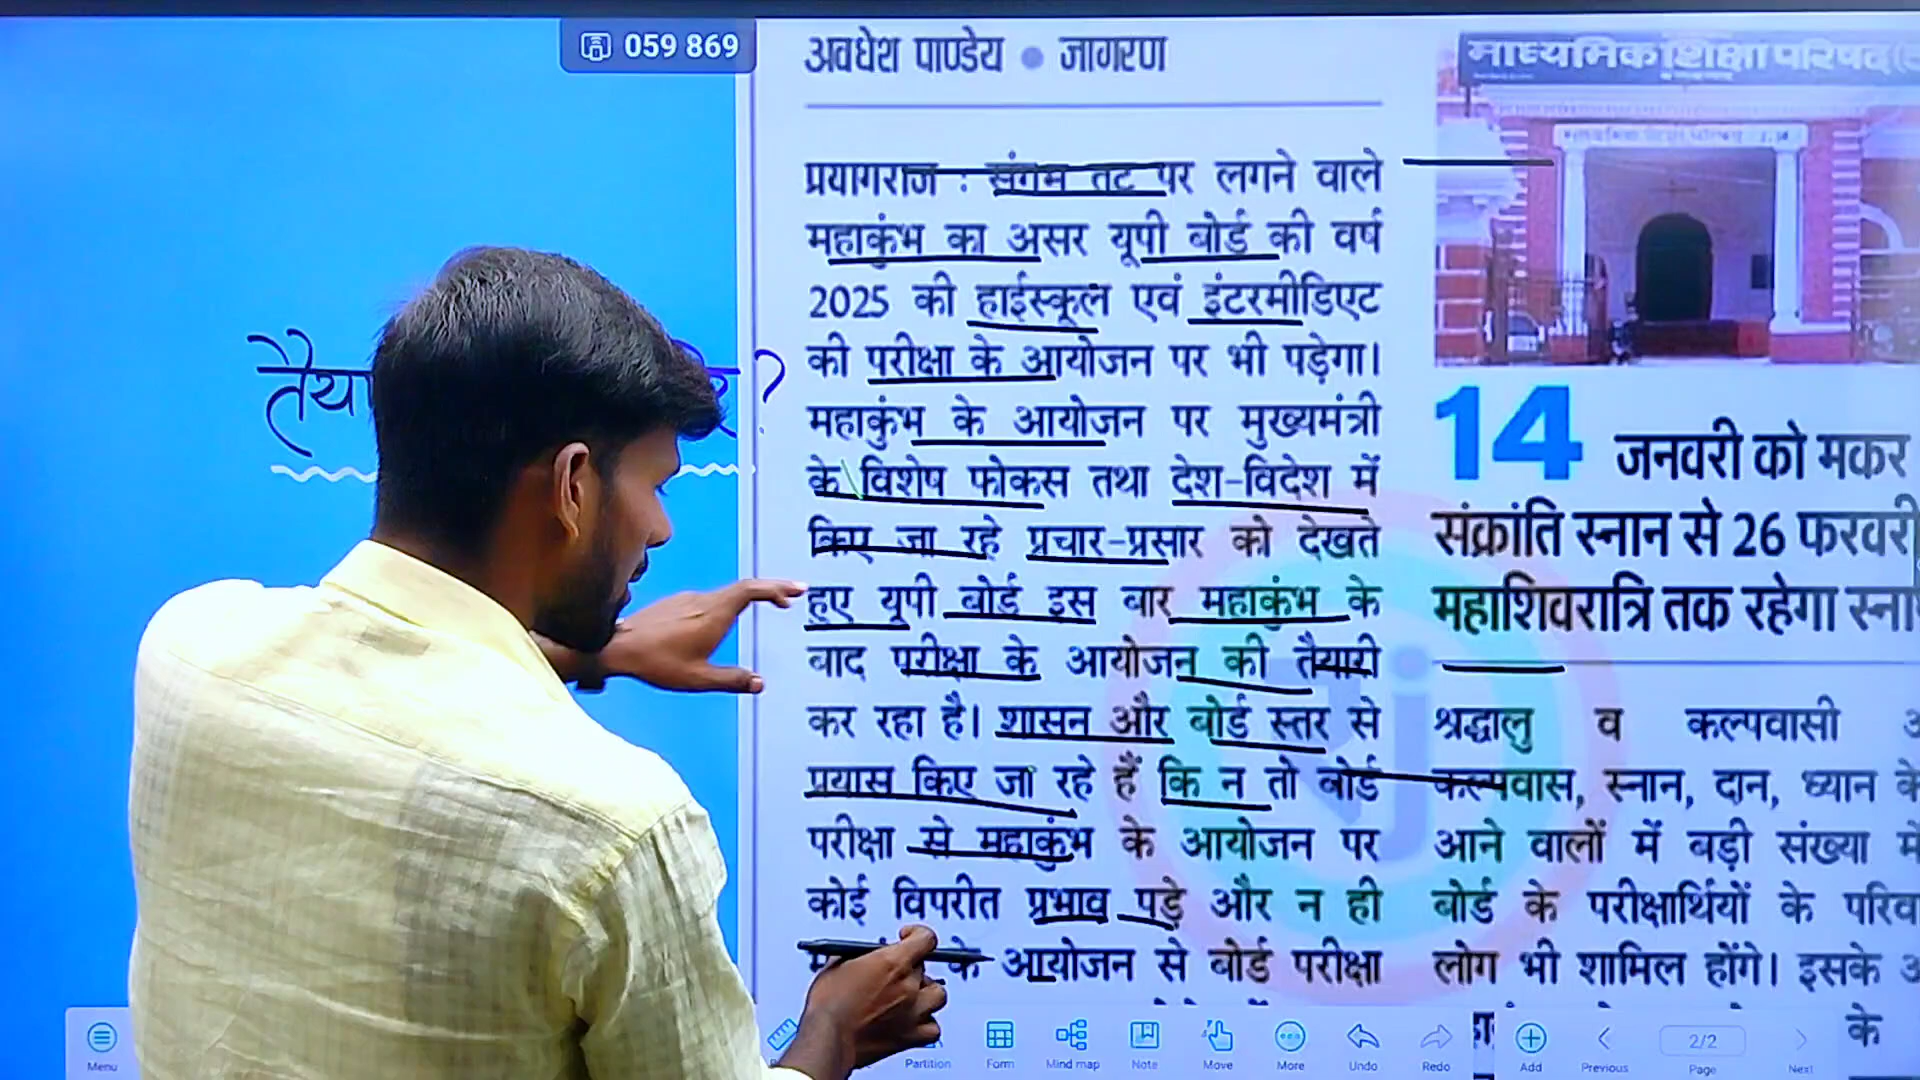 059 869
अवधेश पाण्डेय ● जागरण
प्रयागराज : संगम तट पर लगने वाले
महाकुंभ का असर यूपी बोर्ड की वर्ष
2025 की हाईस्कूल एवं इंटरमीडिएट
की परीक्षा के आयोजन पर भी पड़ेगा।
महाकुंभ के आयोजन पर मुख्यमंत्री
के विशेष फोकस तथा देश-विदेश में
किए जा रहे प्रचार-प्रसार को देखते
हुए यूपी बोर्ड इस बार महाकुंभ के
बाद परीक्षा के आयोजन की तैयारी
कर रहा है। शासन और बोर्ड स्तर से
प्रयास किए जा रहे हैं कि न तो बोर्ड
परीक्षा से महाकुंभ के आयोजन पर
कोई विपरीत प्रभाव पड़े और न ही
के आयोजन से बोर्ड परीक्षा
माध्यमिक शिक्षा परिषद
14 जनवरी को मकर
संक्रांति स्नान से 26 फरवरी
महाशिवरात्रि तक रहेगा
श्रद्धालु व कल्पवासी
कल्पवास, स्नान, दान, ध्यान के
आने वालों में बड़ी संख्या में
बोर्ड के परीक्षार्थियों के
लोग भी शामिल होंगे। इसके
के
Menu
Partition
Form
Mind map
Note
Move
More
Undo
Redo
Add
Previous
2/2
Page
Next